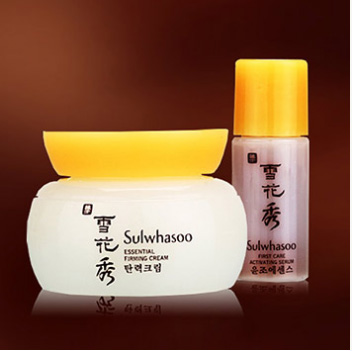 雪花秀
Sulwhasoo
ESSENTIAL
FIRMING CREAM
탄력크림
雪花秀
Sulwhasoo
FIRST CARE
ACTIVATING SERUM
윤조에센스